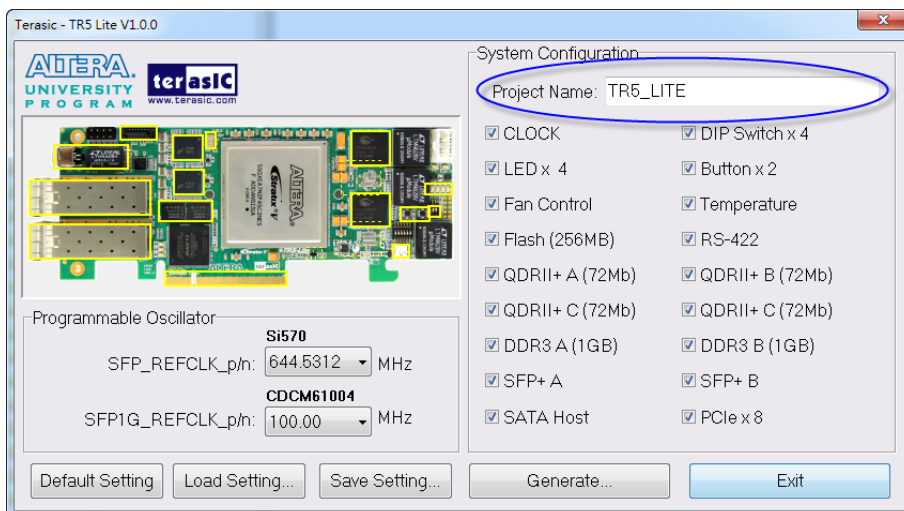 Terasic - TR5 Lite V1.0.0
ALTERA.
UNIVERSITY
PROGRAM
terasIC
www.terasic.com
ALTERA
Stratix V
Programmable Oscillator
Si570
SFP_REFCLK_p/n: 644.5312 MHz
CDCM61004
SFP1G_REFCLK_p/n: 100.00 MHz
System Configuration
Project Name: TR5_LITE
CLOCK DIP Switch x 4
LED x 4 Button x 2
Fan Control Temperature
Flash (256MB) RS-422
QDRII+ A (72Mb) QDRII+ B (72Mb)
QDRII+ C (72Mb) QDRII+ C (72Mb)
DDR3 A (1GB) DDR3 B (1GB)
SFP+ A SFP+ B
SATA Host PCIe x 8
Default Setting Load Setting... Save Setting... Generate... Exit